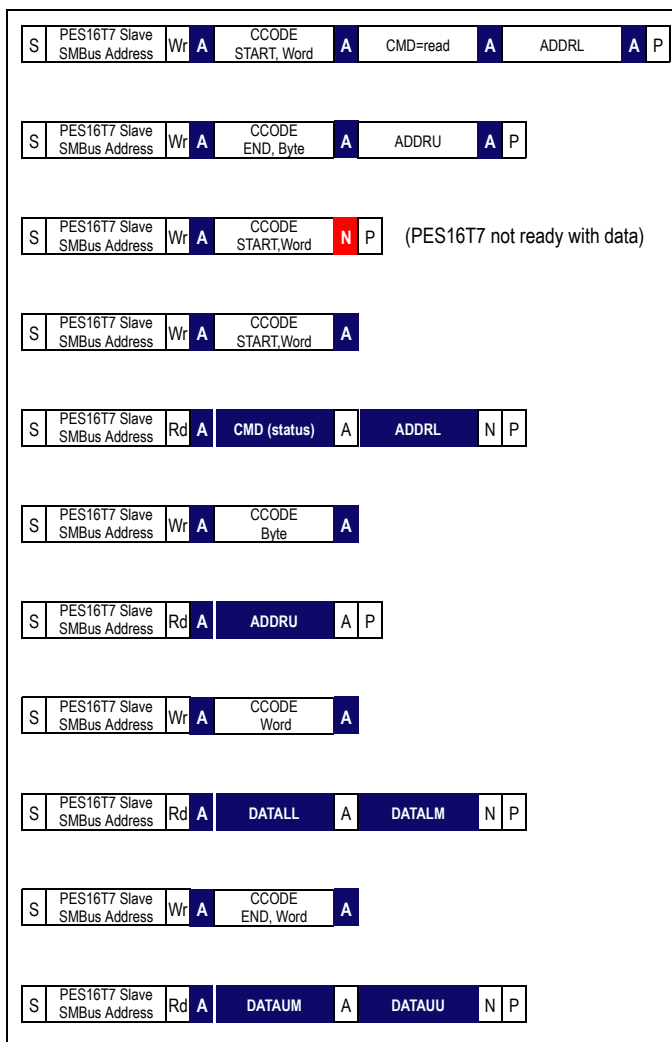 S PES16T7 Slave SMBus Address Wr A CCODE START, Word A CMD=read A ADDRL A P
S PES16T7 Slave SMBus Address Wr A CCODE END, Byte A ADDRU A P
S PES16T7 Slave SMBus Address Wr A CCODE START,Word N P (PES16T7 not ready with data)
S PES16T7 Slave SMBus Address Wr A CCODE START,Word A
S PES16T7 Slave SMBus Address Rd A CMD (status) A ADDRL N P
S PES16T7 Slave SMBus Address Wr A CCODE Byte A
S PES16T7 Slave SMBus Address Rd A ADDRU A P
S PES16T7 Slave SMBus Address Wr A CCODE Word A
S PES16T7 Slave SMBus Address Rd A DATALL A DATALM N P
S PES16T7 Slave SMBus Address Wr A CCODE END, Word A
S PES16T7 Slave SMBus Address Rd A DATAUM A DATAUU N P